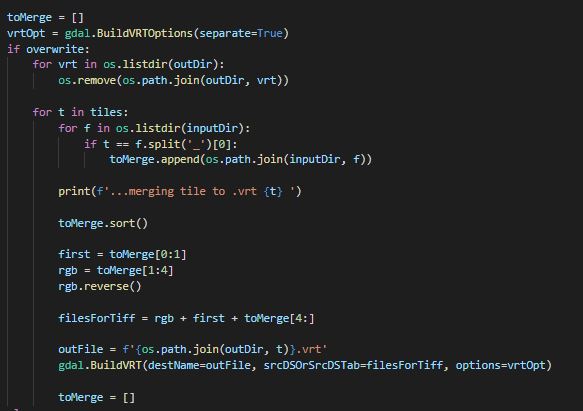 toMerge = []
vrtOpt = gdal.BuildVRTOptions(separate=True)
if overwrite:
    for vrt in os.listdir(outDir):
        os.remove(os.path.join(outDir, vrt))

    for t in tiles:
        for f in os.listdir(inputDir):
            if t == f.split('_')[0]:
                toMerge.append(os.path.join(inputDir, f))

        print(f'...merging tile to .vrt {t} ')

        toMerge.sort()

        first = toMerge[0:1]
        rgb = toMerge[1:4]
        rgb.reverse()

        filesForTiff = rgb + first + toMerge[4:]

        outFile = f'{os.path.join(outDir, t)}.vrt'
        gdal.BuildVRT(destName=outFile, srcDSOrSrcDSTab=filesForTiff, options=vrtOpt)

        toMerge = []